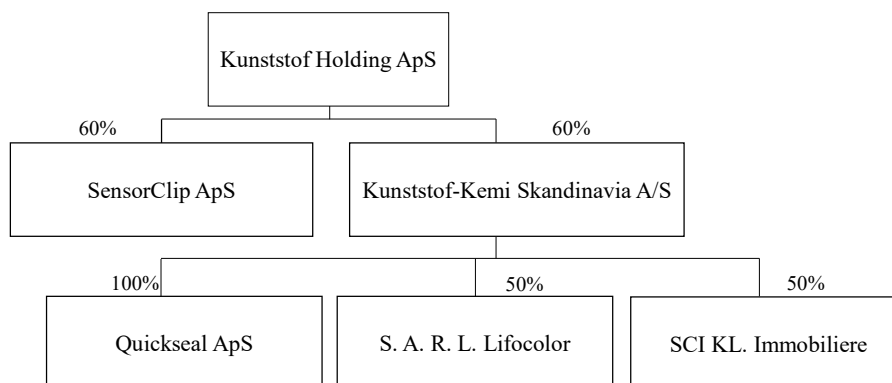 Kunststof Holding ApS
60%
60%
SensorClip ApS
Kunststof-Kemi Skandinavia A/S
100%
50%
50%
Quickseal ApS
S. A. R. L. Lifocolor
SCI KL. Immobiliere